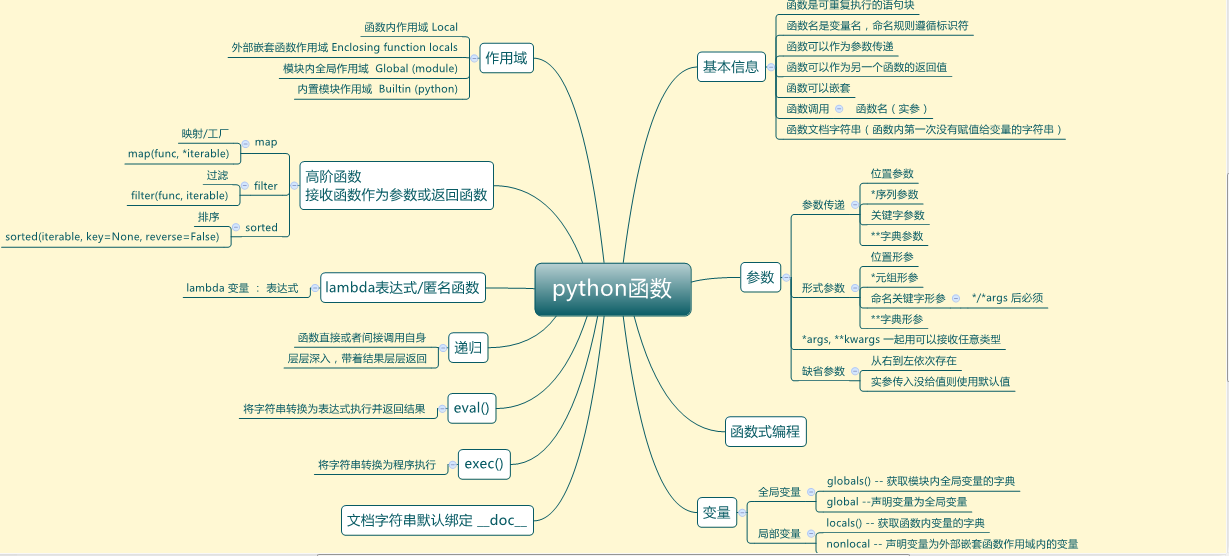 python函数
基本信息
函数是可重复执行的语句块
函数名是变量名，命名规则遵循标识符
函数可以作为参数传递
函数可以作为另一个函数的返回值
函数可以嵌套
函数调用
函数名（实参）
函数文档字符串（函数内第一次没有赋值给变量的字符串）
参数
参数传递
位置参数
*序列参数
关键字参数
**字典参数
形式参数
位置形参
*元组形参
命名关键字形参
*/*args 后必须
**字典形参
*args, **kwargs 一起用可以接收任意类型
缺省参数
从右到左依次存在
实参传入没给值则使用默认值
函数式编程
变量
全局变量
globals() -- 获取模块内全局变量的字典
global --声明变量为全局变量
局部变量
locals() -- 获取函数内变量的字典
nonlocal -- 声明变量为外部嵌套函数作用域内的变量
作用域
函数内作用域 Local
外部嵌套函数作用域 Enclosing function locals
模块内全局作用域 Global (module)
内置模块作用域 Builtin (python)
高阶函数
接收函数作为参数或返回函数
map
映射/工厂
map(func, *iterable)
filter
过滤
filter(func, iterable)
sorted
排序
sorted(iterable, key=None, reverse=False)
lambda表达式/匿名函数
lambda 变量 ： 表达式
递归
函数直接或者间接调用自身
层层深入，带着结果层层返回
eval()
将字符串转换为表达式执行并返回结果
exec()
将字符串转换为程序执行
文档字符串默认绑定 __doc__